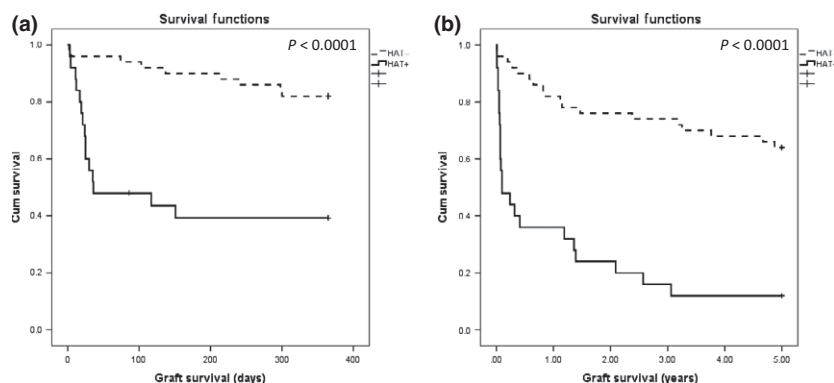 (a)
Survival functions
P < 0.0001
HAT-
HAT+
Cum survival
1.0
0.8
0.6
0.4
0.2
0.0
0
100
200
300
400
Graft survival (days)
(b)
Survival functions
P < 0.0001
HAT-
HAT+
Cum survival
1.0
0.8
0.6
0.4
0.2
0.0
.00
1.00
2.00
3.00
4.00
5.00
Graft survival (years)